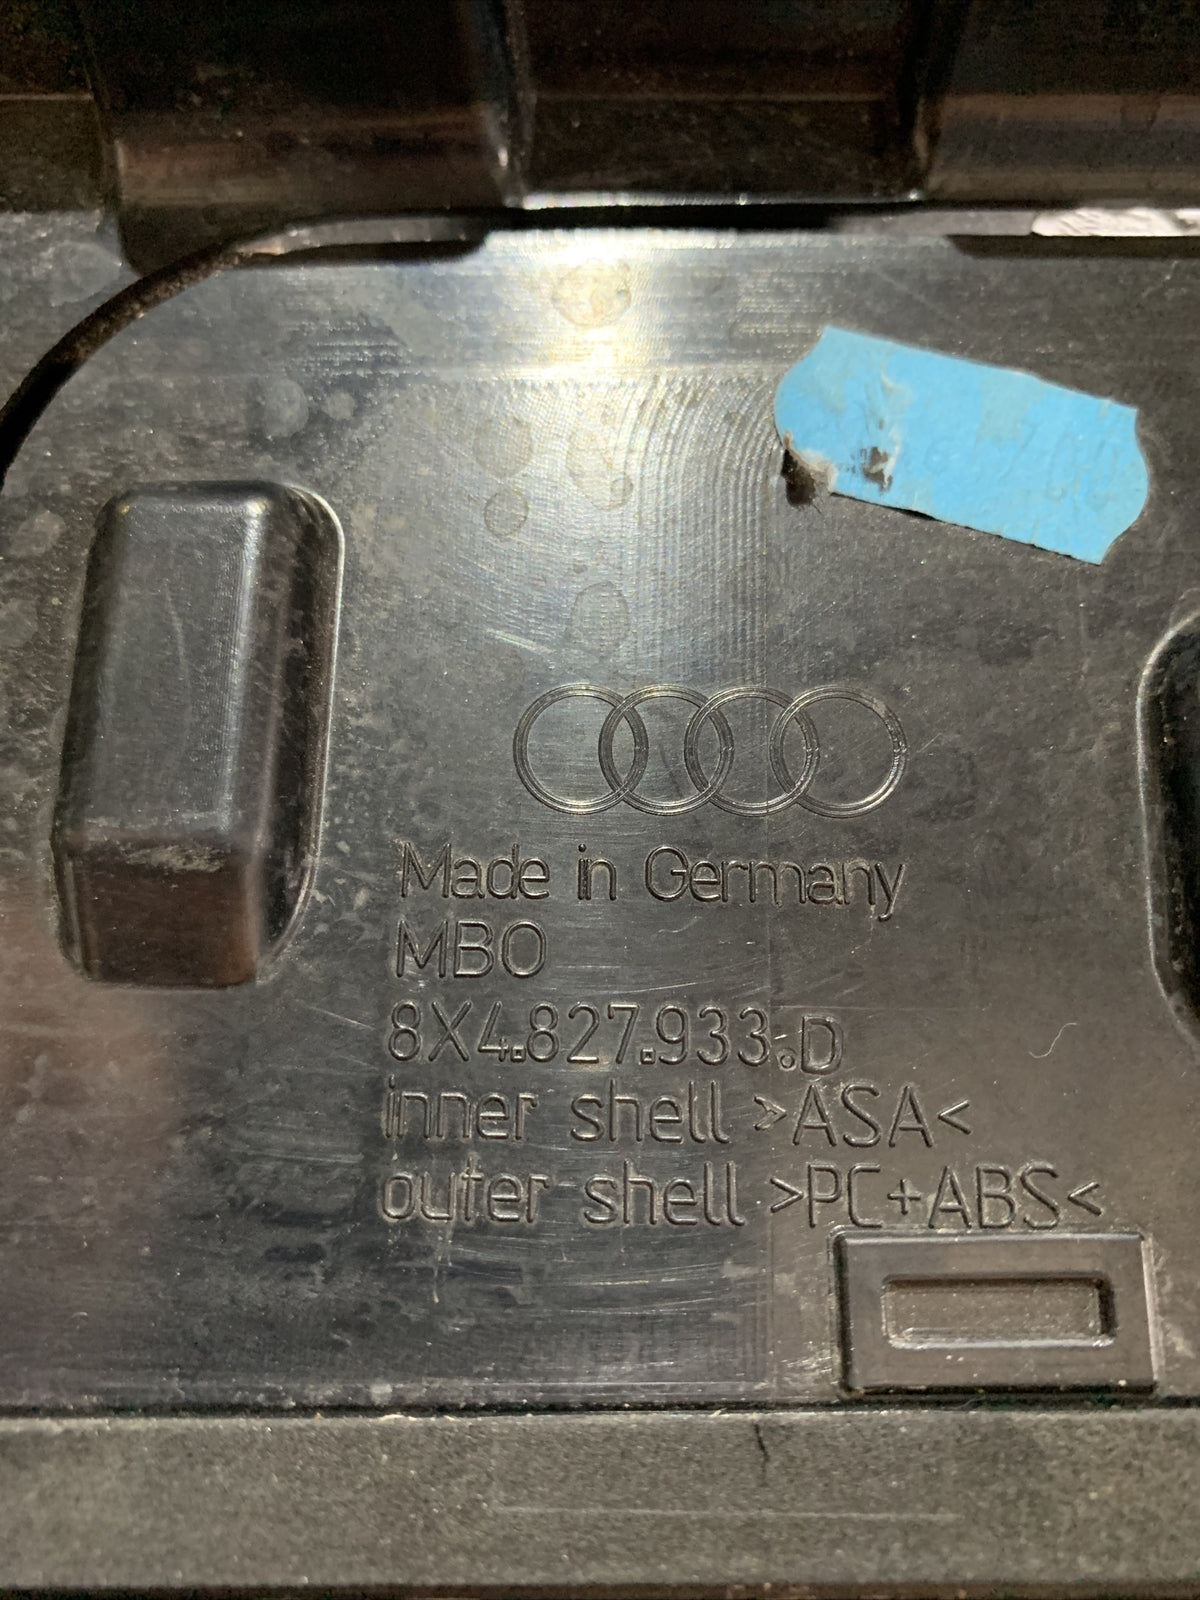 Made in Germany
MBO
8X4.827.933.D
inner shell >ASA<
outer shell >PC+ABS<